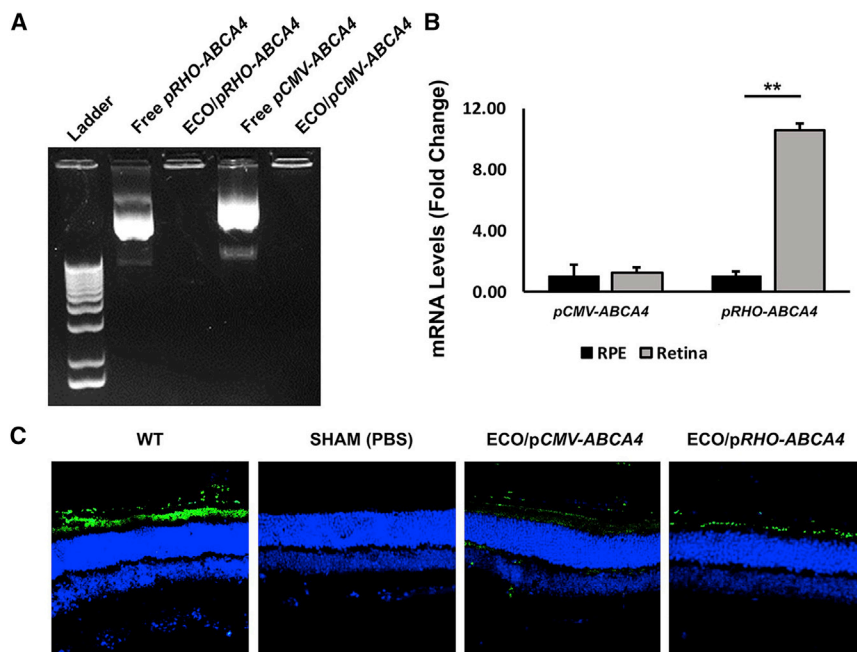 A
Ladder
Free pRHO-ABCA4
ECO/pRHO-ABCA4
Free pCMV-ABCA4
ECO/pCMV-ABCA4
B
mRNA Levels (Fold Change)
12.00
8.00
4.00
0.00
**
pCMV-ABCA4
pRHO-ABCA4
RPE
Retina
C
WT
SHAM (PBS)
ECO/pCMV-ABCA4
ECO/pRHO-ABCA4